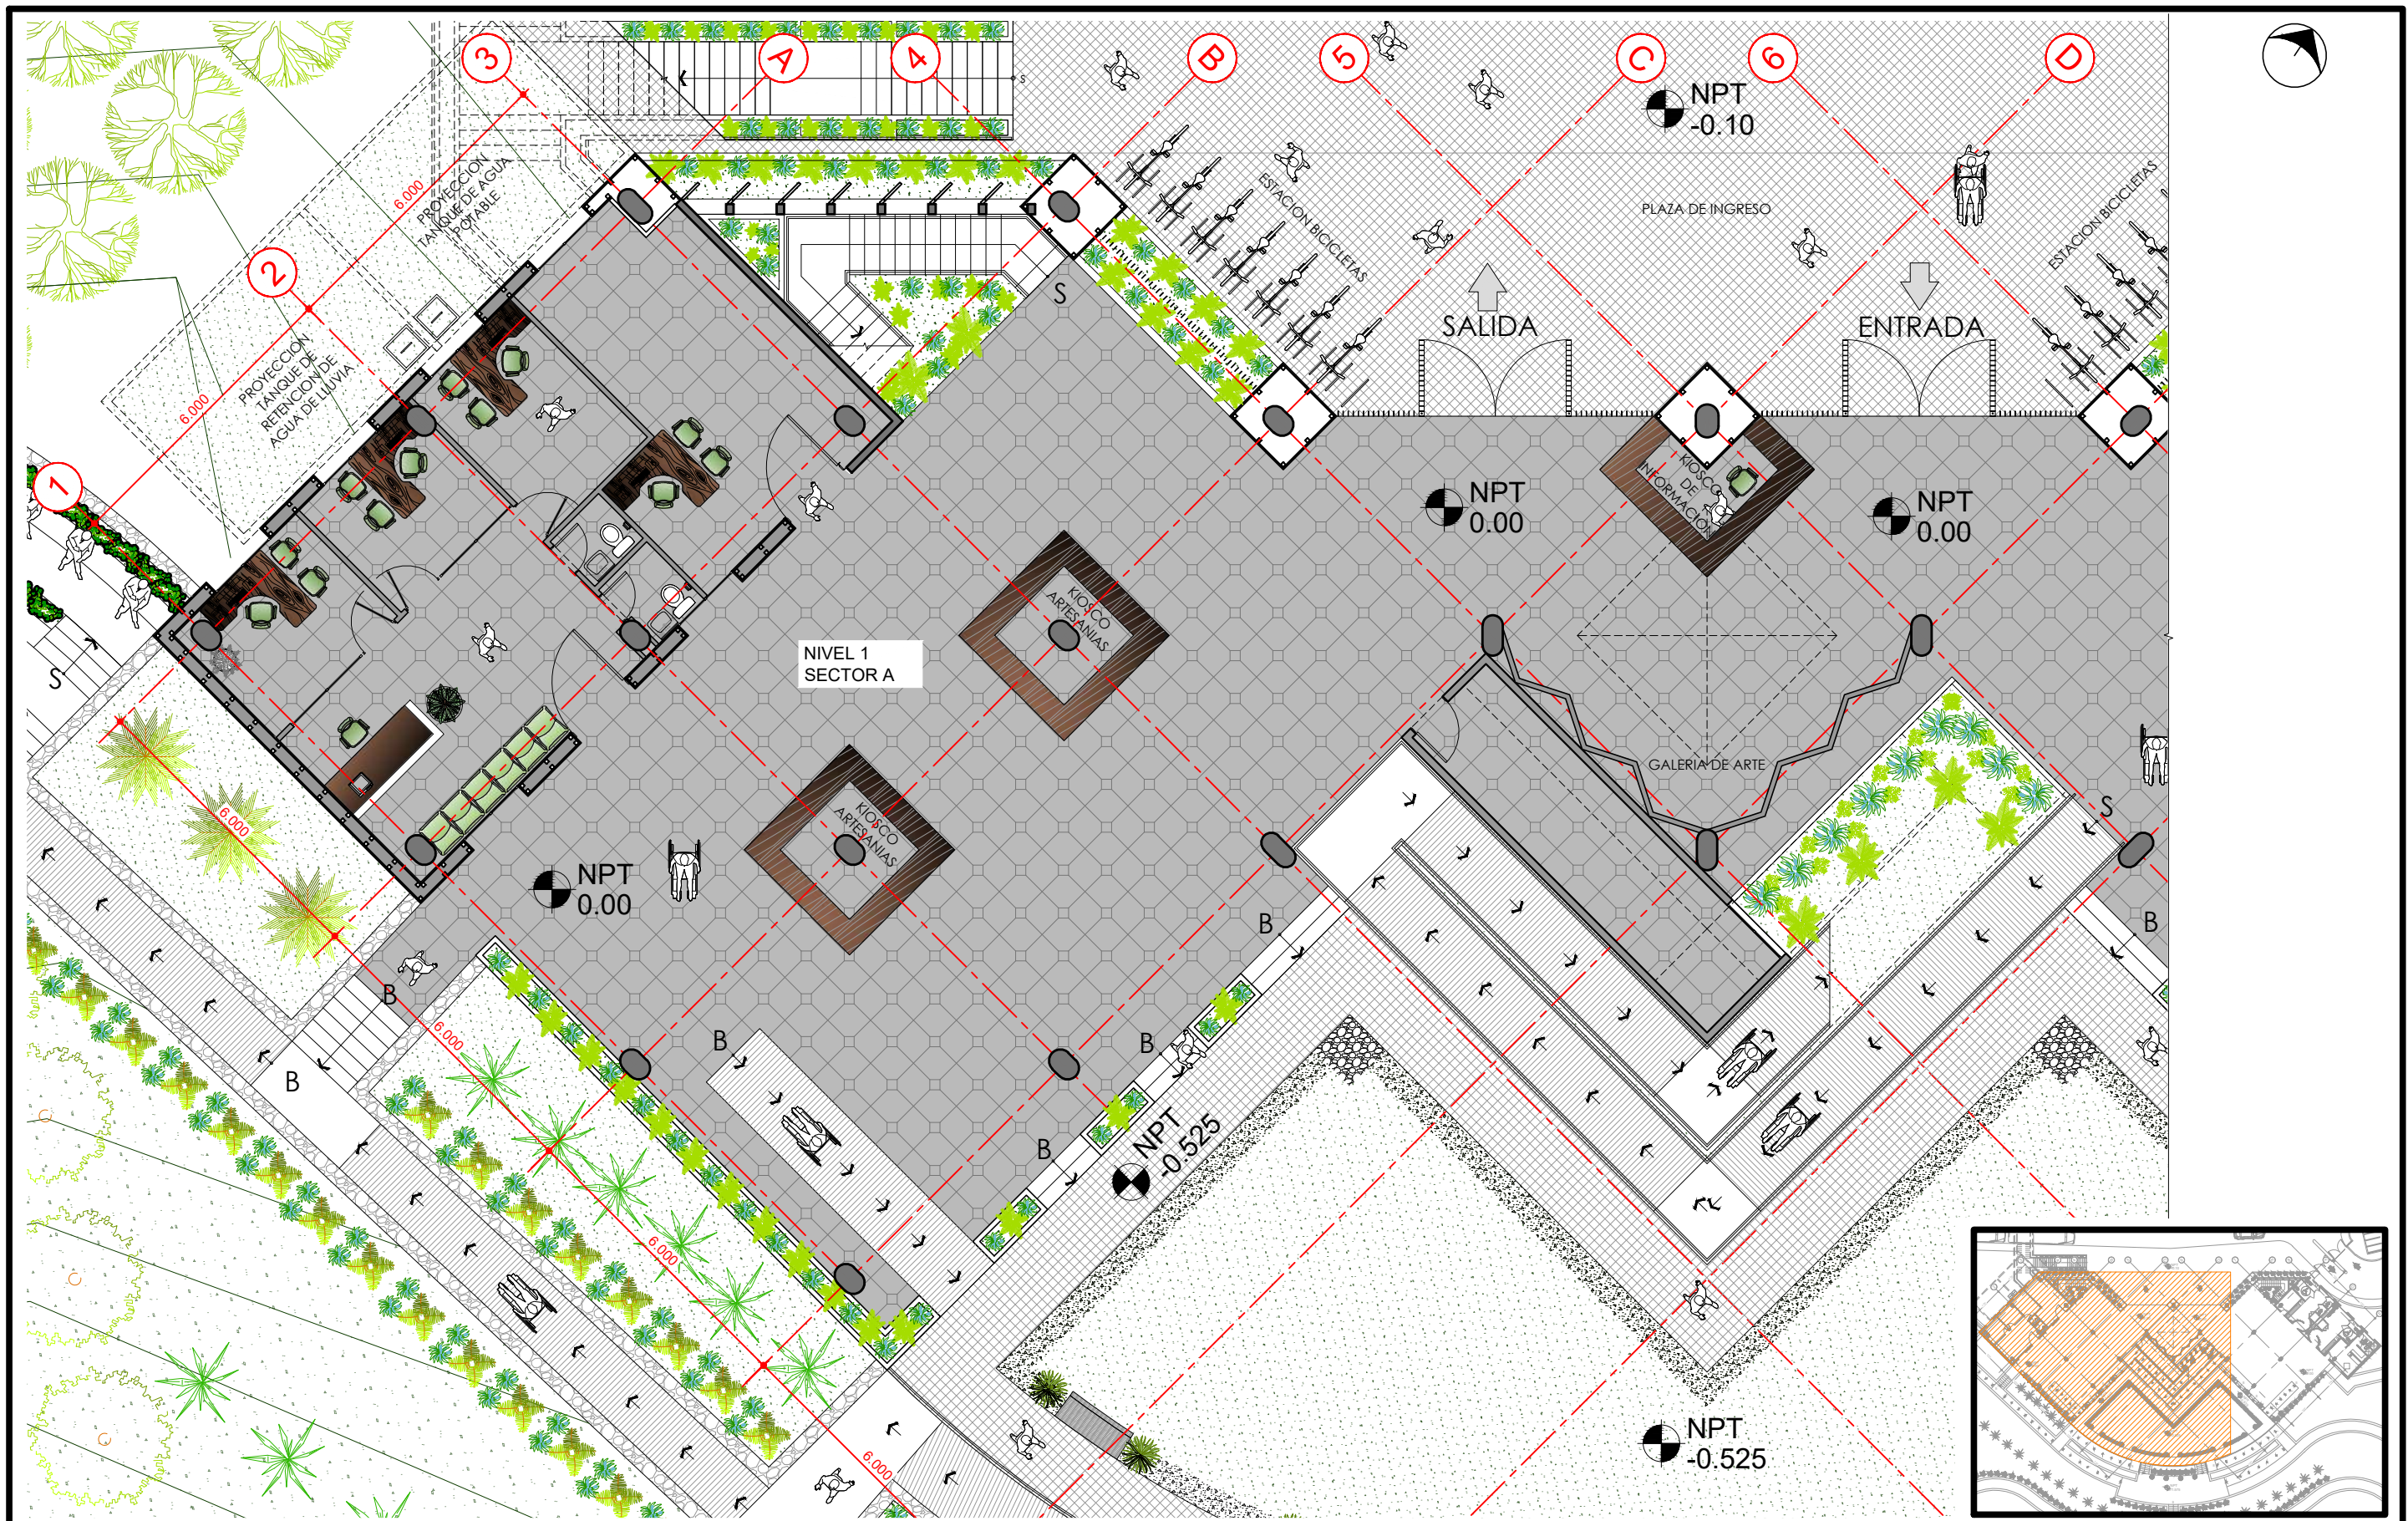 3
A
4
B
5
C
6
D
S
NPT
-0.10
PROYECCION
TANQUE DE AGUA
POTABLE
6.000
ESTACION BICICLETAS
PLAZA DE INGRESO
ESTACION BICICLETAS
2
S
SALIDA
ENTRADA
PROYECCIÓN
TANQUE DE
RETENCION DE
AGUA DE LLUVIA
6.000
1
KIOSCO
DE
INFORMACIÓN
NPT
0.00
NPT
0.00
KIOSCO
ARTESANIAS
NIVEL 1
SECTOR A
S
GALERIA DE ARTE
6.000
KIOSCO
ARTESANIAS
S
NPT
0.00
B
B
B
6.000
B
B
B
B
NPT
-0.525
6.000
NPT
-0.525
6.000